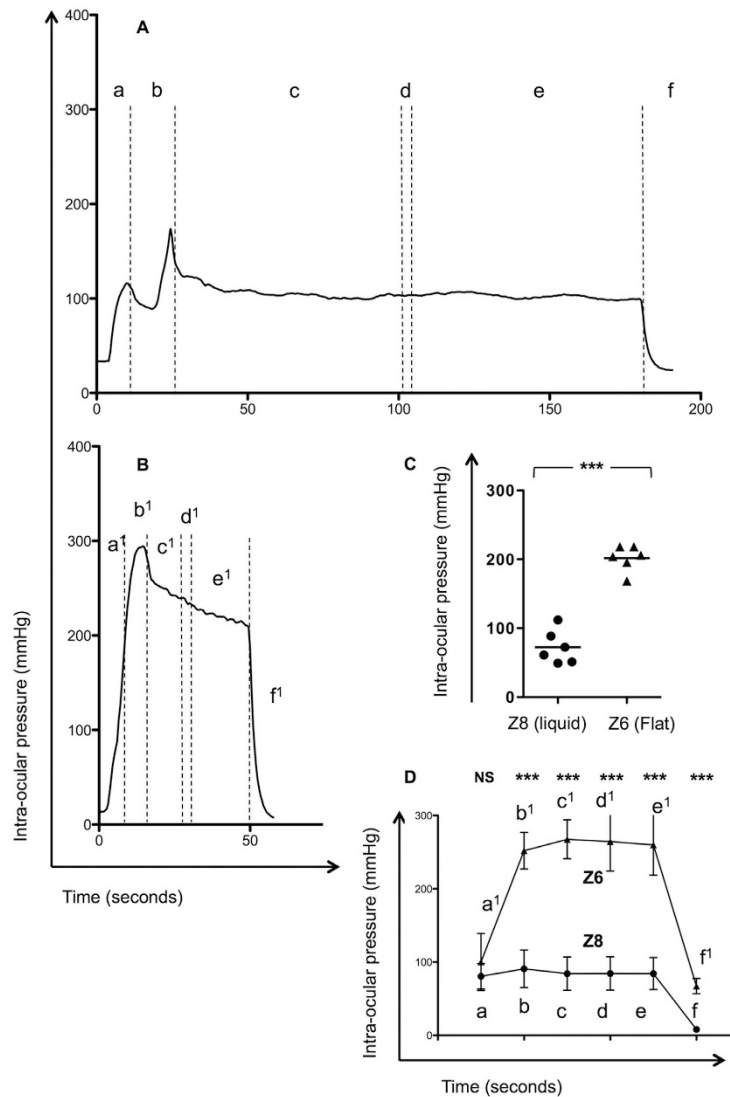 A
400
300
200
100
0
a b c d e f
0 50 100 150 200
B
400
300
200
100
0
a¹ b¹ c¹ d¹ e¹ f¹
0 50
Intra-ocular pressure (mmHg)
Time (seconds)
C
***
Intra-ocular pressure (mmHg)
300
200
100
0
Z8 (liquid) Z6 (Flat)
D
NS *** *** *** *** ***
Intra-ocular pressure (mmHg)
300
200
100
0
a¹ b¹ c¹ d¹ e¹ f¹
Z6
Z8
a b c d e f
Time (seconds)